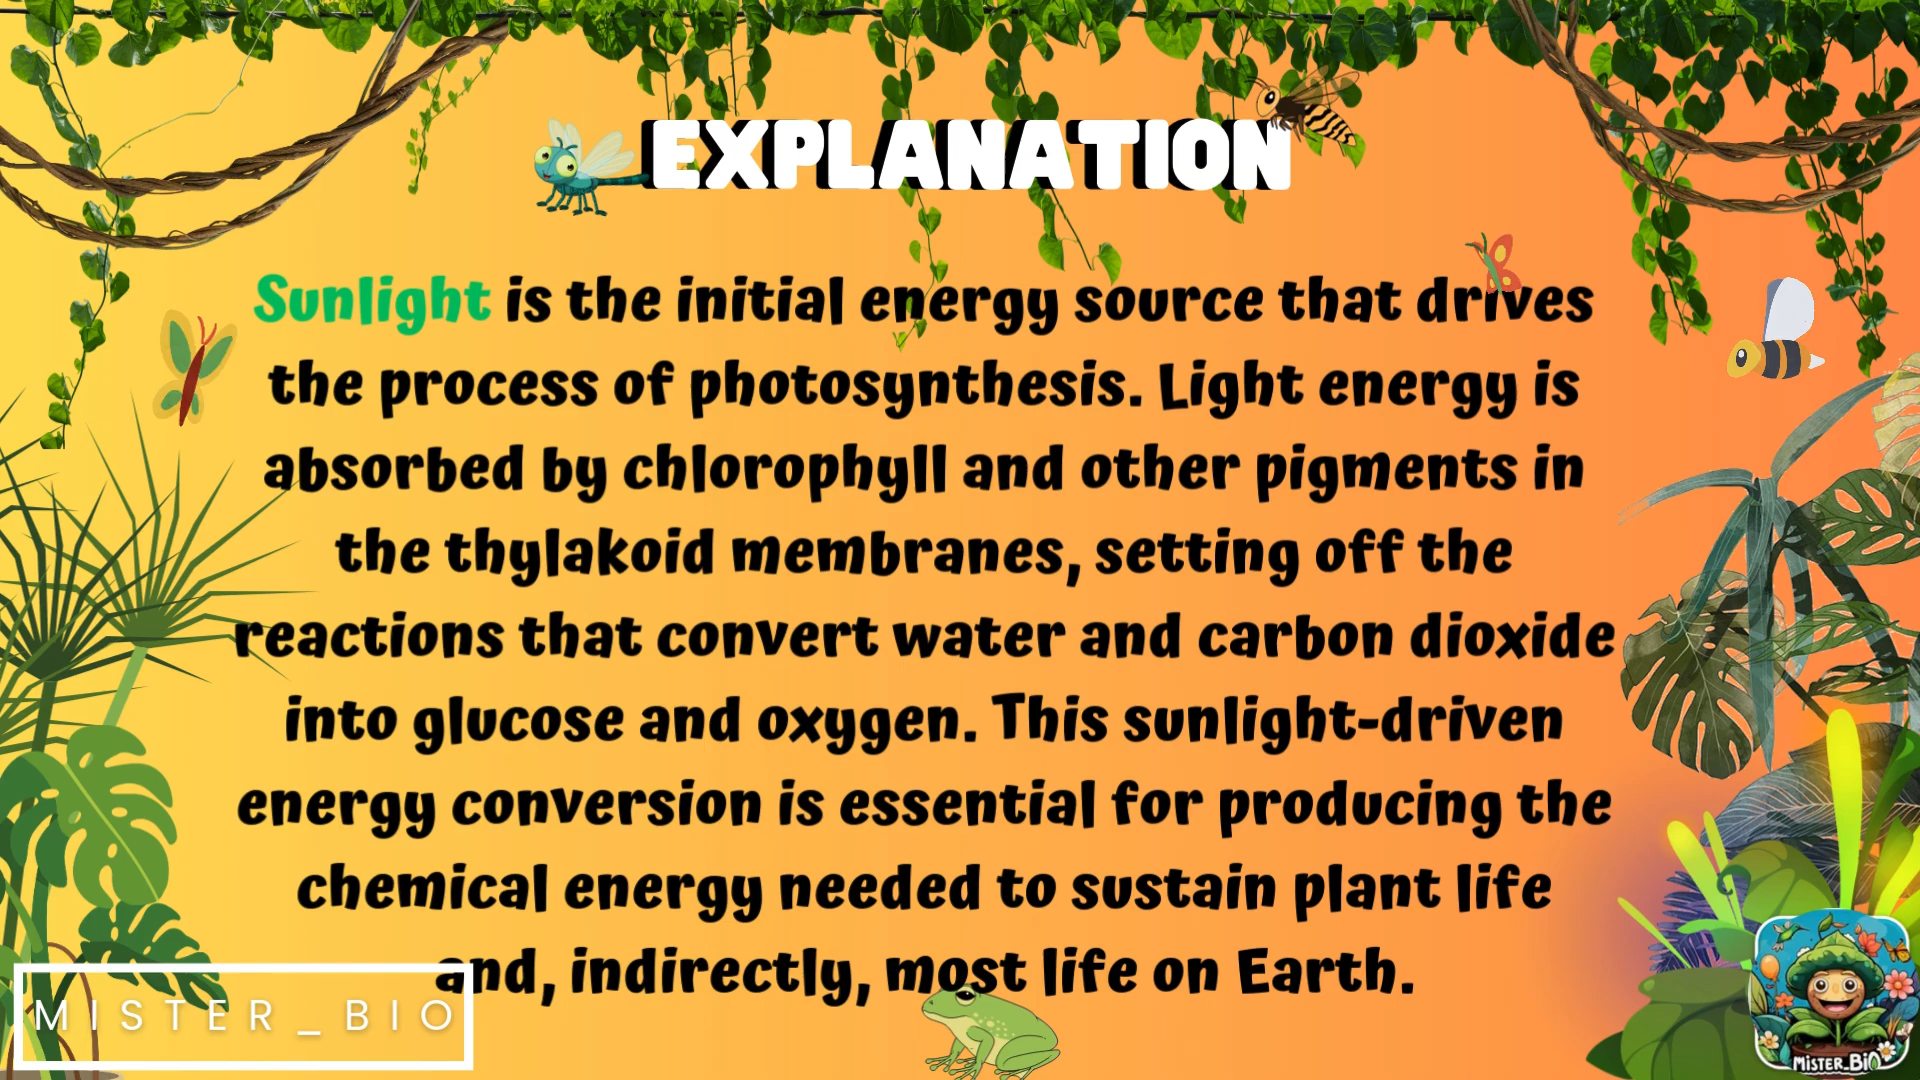 EXPLANATION
Sunlight is the initial energy source that drives
the process of photosynthesis. Light energy is
absorbed by chlorophyll and other pigments in
the thylakoid membranes, setting off the
reactions that convert water and carbon dioxide
into glucose and oxygen. This sunlight-driven
energy conversion is essential for producing the
chemical energy needed to sustain plant life
and, indirectly, most life on Earth.
MISTER_BIO
MISTER_BiO